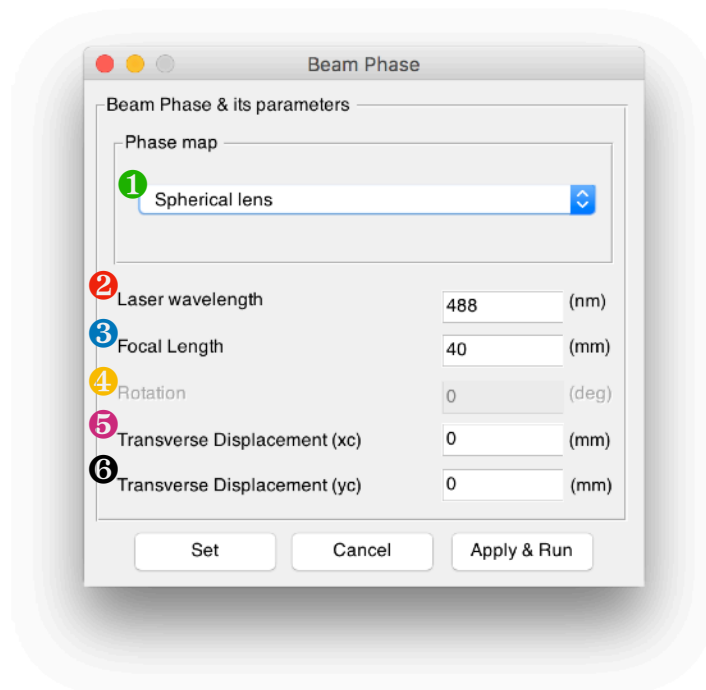 Beam Phase
Beam Phase & its parameters
Phase map
1
Spherical lens
2
Laser wavelength 488 (nm)
3
Focal Length 40 (mm)
4
Rotation 0 (deg)
5
Transverse Displacement (xc) 0 (mm)
6
Transverse Displacement (yc) 0 (mm)
Set Cancel Apply & Run